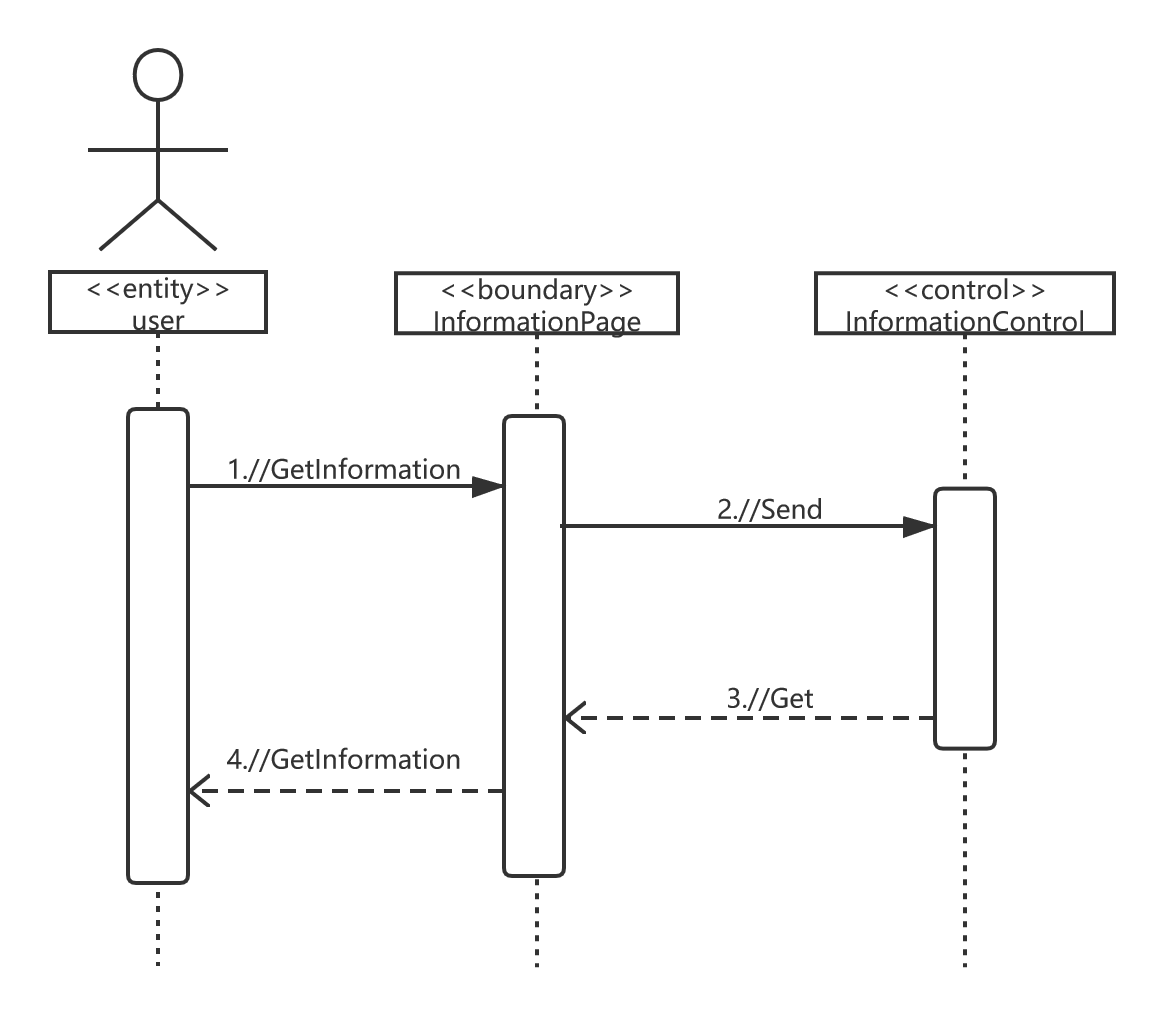 <<entity>>
user
<<boundary>>
InformationPage
<<control>>
InformationControl
1.//GetInformation
2.//Send
3.//Get
4.//GetInformation